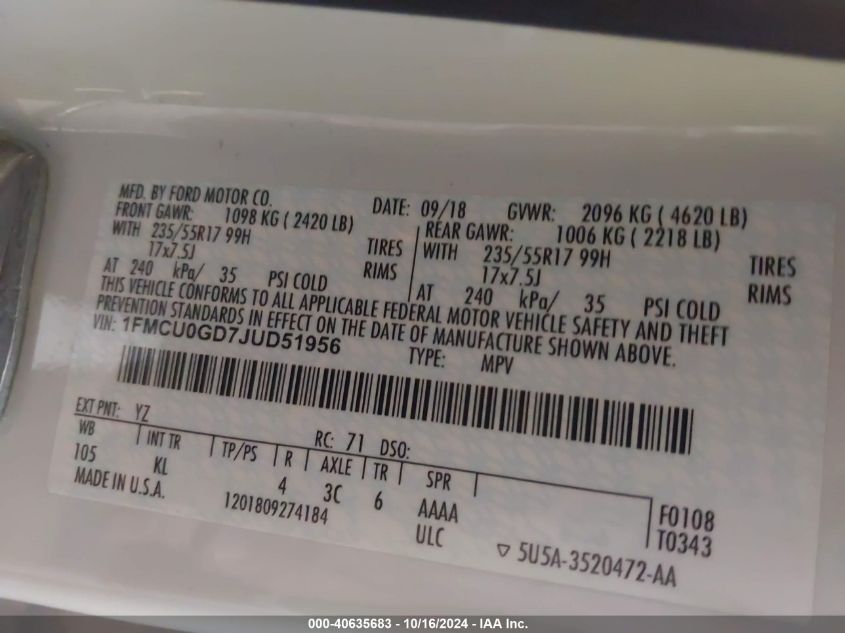 MFD. BY FORD MOTOR CO.
DATE: 09/18 GVWR: 2096 KG ( 4620 LB)
FRONT GAWR: 1098 KG ( 2420 LB) REAR GAWR: 1006 KG ( 2218 LB)
WITH 235/55R17 99H TIRES WITH 235/55R17 99H TIRES
17x7.5J RIMS 17x7.5J RIMS
AT 240 kPa/ 35 PSI COLD AT 240 kPa/ 35 PSI COLD
THIS VEHICLE CONFORMS TO ALL APPLICABLE FEDERAL MOTOR VEHICLE SAFETY AND THEFT
PREVENTION STANDARDS IN EFFECT ON THE DATE OF MANUFACTURE SHOWN ABOVE.
VIN: 1FMCU0GD7JUD51956
TYPE: MPV
EXT PNT: YZ RC: 71 DSO:
WB INT TR TP/PS R AXLE TR SPR
105 KL 4 3C 6 AAAA F0108
MADE IN U.S.A. 1201809274184 ULC T0343
▽ 5U5A-3520472-AA
000-40635683 - 10/16/2024 - IAA Inc.